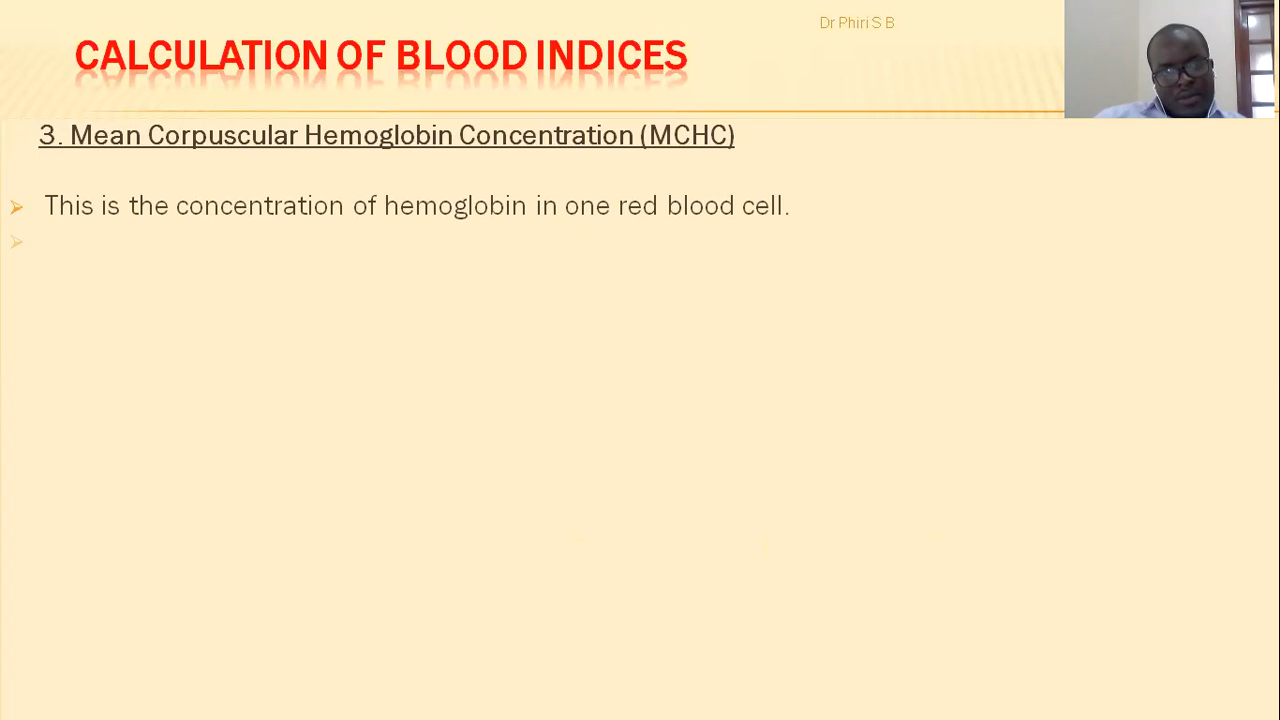 Dr Phiri S B
CALCULATION OF BLOOD INDICES
3. Mean Corpuscular Hemoglobin Concentration (MCHC)
This is the concentration of hemoglobin in one red blood cell.